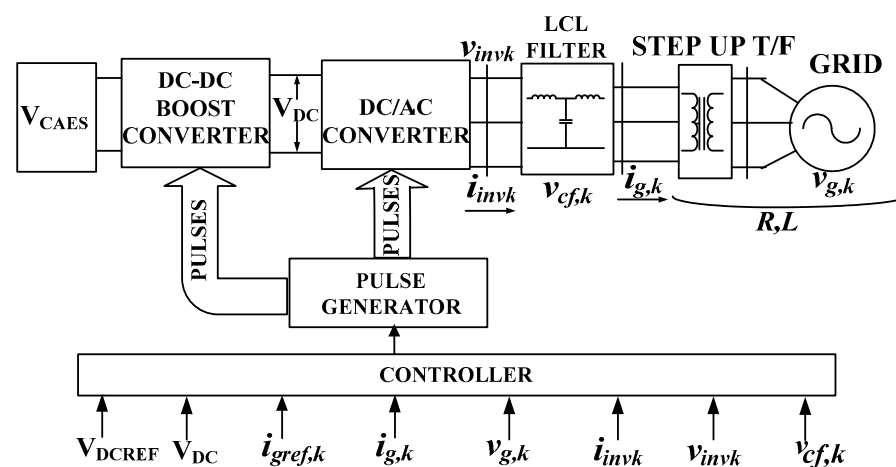 LCL
FILTER
v_invk
STEP UP T/F
GRID
V_CAES
DC-DC
BOOST
CONVERTER
V_DC
DC/AC
CONVERTER
i_invk
v_cf,k
i_g,k
v_g,k
R,L
PULSES
PULSES
PULSE
GENERATOR
CONTROLLER
V_DCREF
V_DC
i_gref,k
i_g,k
v_g,k
i_invk
v_invk
v_cf,k